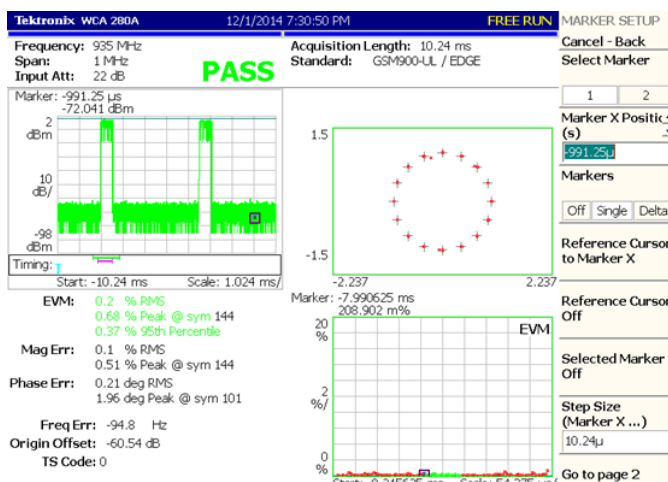 Tektronix WCA 280A 12/1/2014 7:30:50 PM FREE RUN MARKER SETUP
Frequency: 935 MHz
Span: 1 MHz
Input Att: 22 dB
PASS
Acquisition Length: 10.24 ms
Standard: GSM900-UL / EDGE
Cancel - Back
Select Marker
1 2
Marker X Positic
(s)
-991.25µ
Markers
Off Single Delta
Reference Cursor
to Marker X
Reference Cursor
Off
Selected Marker
Off
Step Size
(Marker X ...)
10.24µ
Go to page 2
Marker: -991.25 µs
-72.041 dBm
2
dBm
10
dB/
-98
dBm
Timing: T
Start: -10.24 ms Scale: 1.024 ms/
1.5
-1.5
-2.237 2.237
EVM: 0.2 % RMS
0.68 % Peak @ sym 144
0.37 % 95th Percentile
Mag Err: 0.1 % RMS
0.51 % Peak @ sym 144
Phase Err: 0.21 deg RMS
1.96 deg Peak @ sym 101
Freq Err: -94.8 Hz
Origin Offset: -60.54 dB
TS Code: 0
Marker: -7.990625 ms
208.902 m%
20
%
EVM
2
%/
0
%